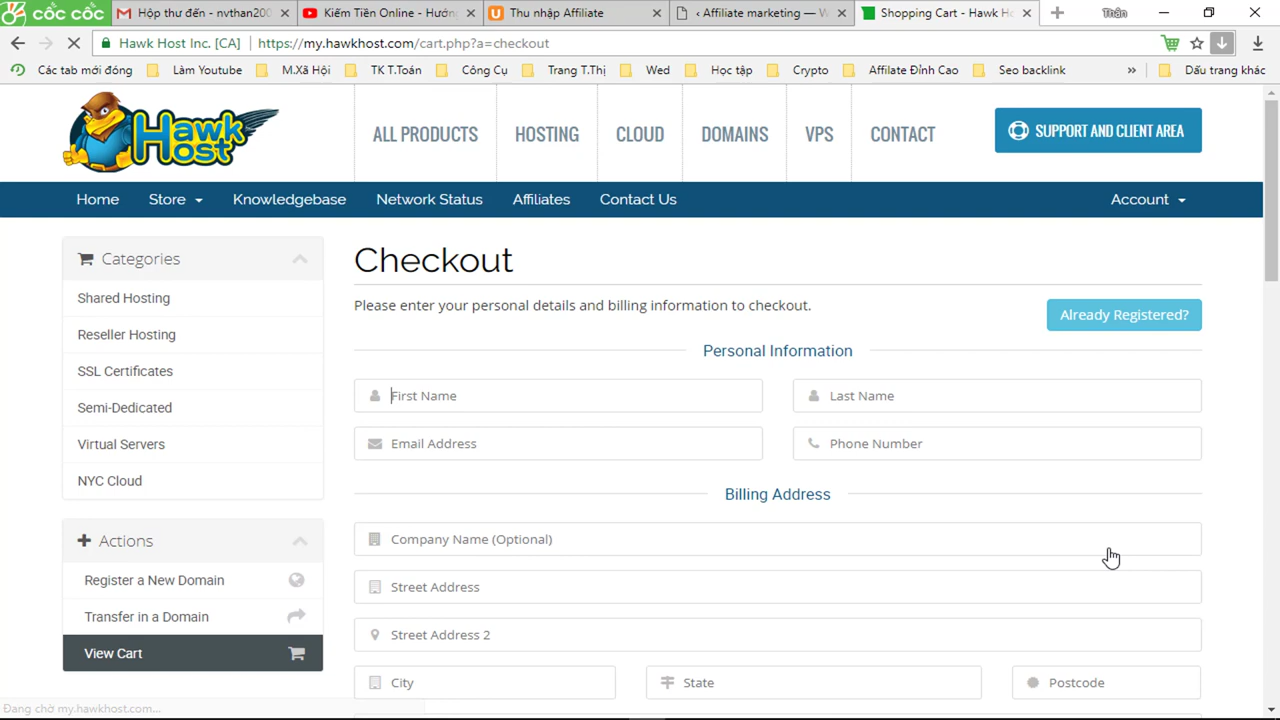 cốc cốc
Hộp thư đến - nvthan200
Kiếm Tiền Online - Hướng
Thu nhập Affiliate
‹ Affiliate marketing — W
Shopping Cart - Hawk Ho
Thân
Hawk Host Inc. [CA]
https://my.hawkhost.com/cart.php?a=checkout
Các tab mới đóng
Làm Youtube
M.Xã Hội
TK T.Toán
Công Cụ
Trang T.Thị
Wed
Học tập
Crypto
Affilate Đỉnh Cao
Seo backlink
»
Dấu trang khác
Hawk
Host
ALL PRODUCTS
HOSTING
CLOUD
DOMAINS
VPS
CONTACT
SUPPORT AND CLIENT AREA
Home
Store
Knowledgebase
Network Status
Affiliates
Contact Us
Account
Categories
Shared Hosting
Reseller Hosting
SSL Certificates
Semi-Dedicated
Virtual Servers
NYC Cloud
Actions
Register a New Domain
Transfer in a Domain
View Cart
Checkout
Please enter your personal details and billing information to checkout.
Already Registered?
Personal Information
First Name
Last Name
Email Address
Phone Number
Billing Address
Company Name (Optional)
Street Address
Street Address 2
City
State
Postcode
Đang chờ my.hawkhost.com...